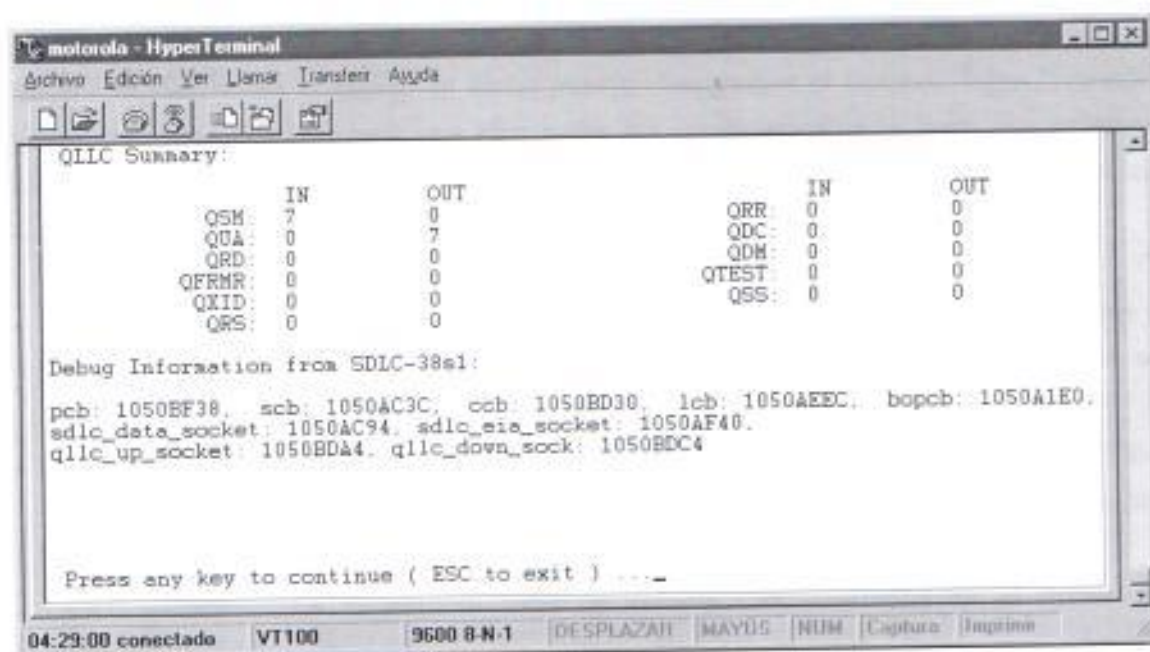 motorola - HyperTerminal
Archivo Edición Ver Llamar Transferir Ayuda
QLLC Summary:
IN OUT IN OUT
QSM: 7 0 QRR: 0 0
QUA: 0 7 QDC: 0 0
QRD: 0 0 QDM: 0 0
QFRMR: 0 0 QTEST: 0 0
QXID: 0 0 QSS: 0 0
QRS: 0 0
Debug Information from SDLC-38s1:
pcb: 1050BF38, scb: 1050AC3C, ccb: 1050BD30, lcb: 1050AEEC, bopcb: 1050A1E0,
sdlc_data_socket: 1050AC94, sdlc_eia_socket: 1050AF40,
qllc_up_socket: 1050BDA4, qllc_down_sock: 1050BDC4
Press any key to continue ( ESC to exit ) ..._
04:29:00 conectado VT100 9600 8-N-1 DESPLAZAR MAYÚS NUM Captura Imprimir